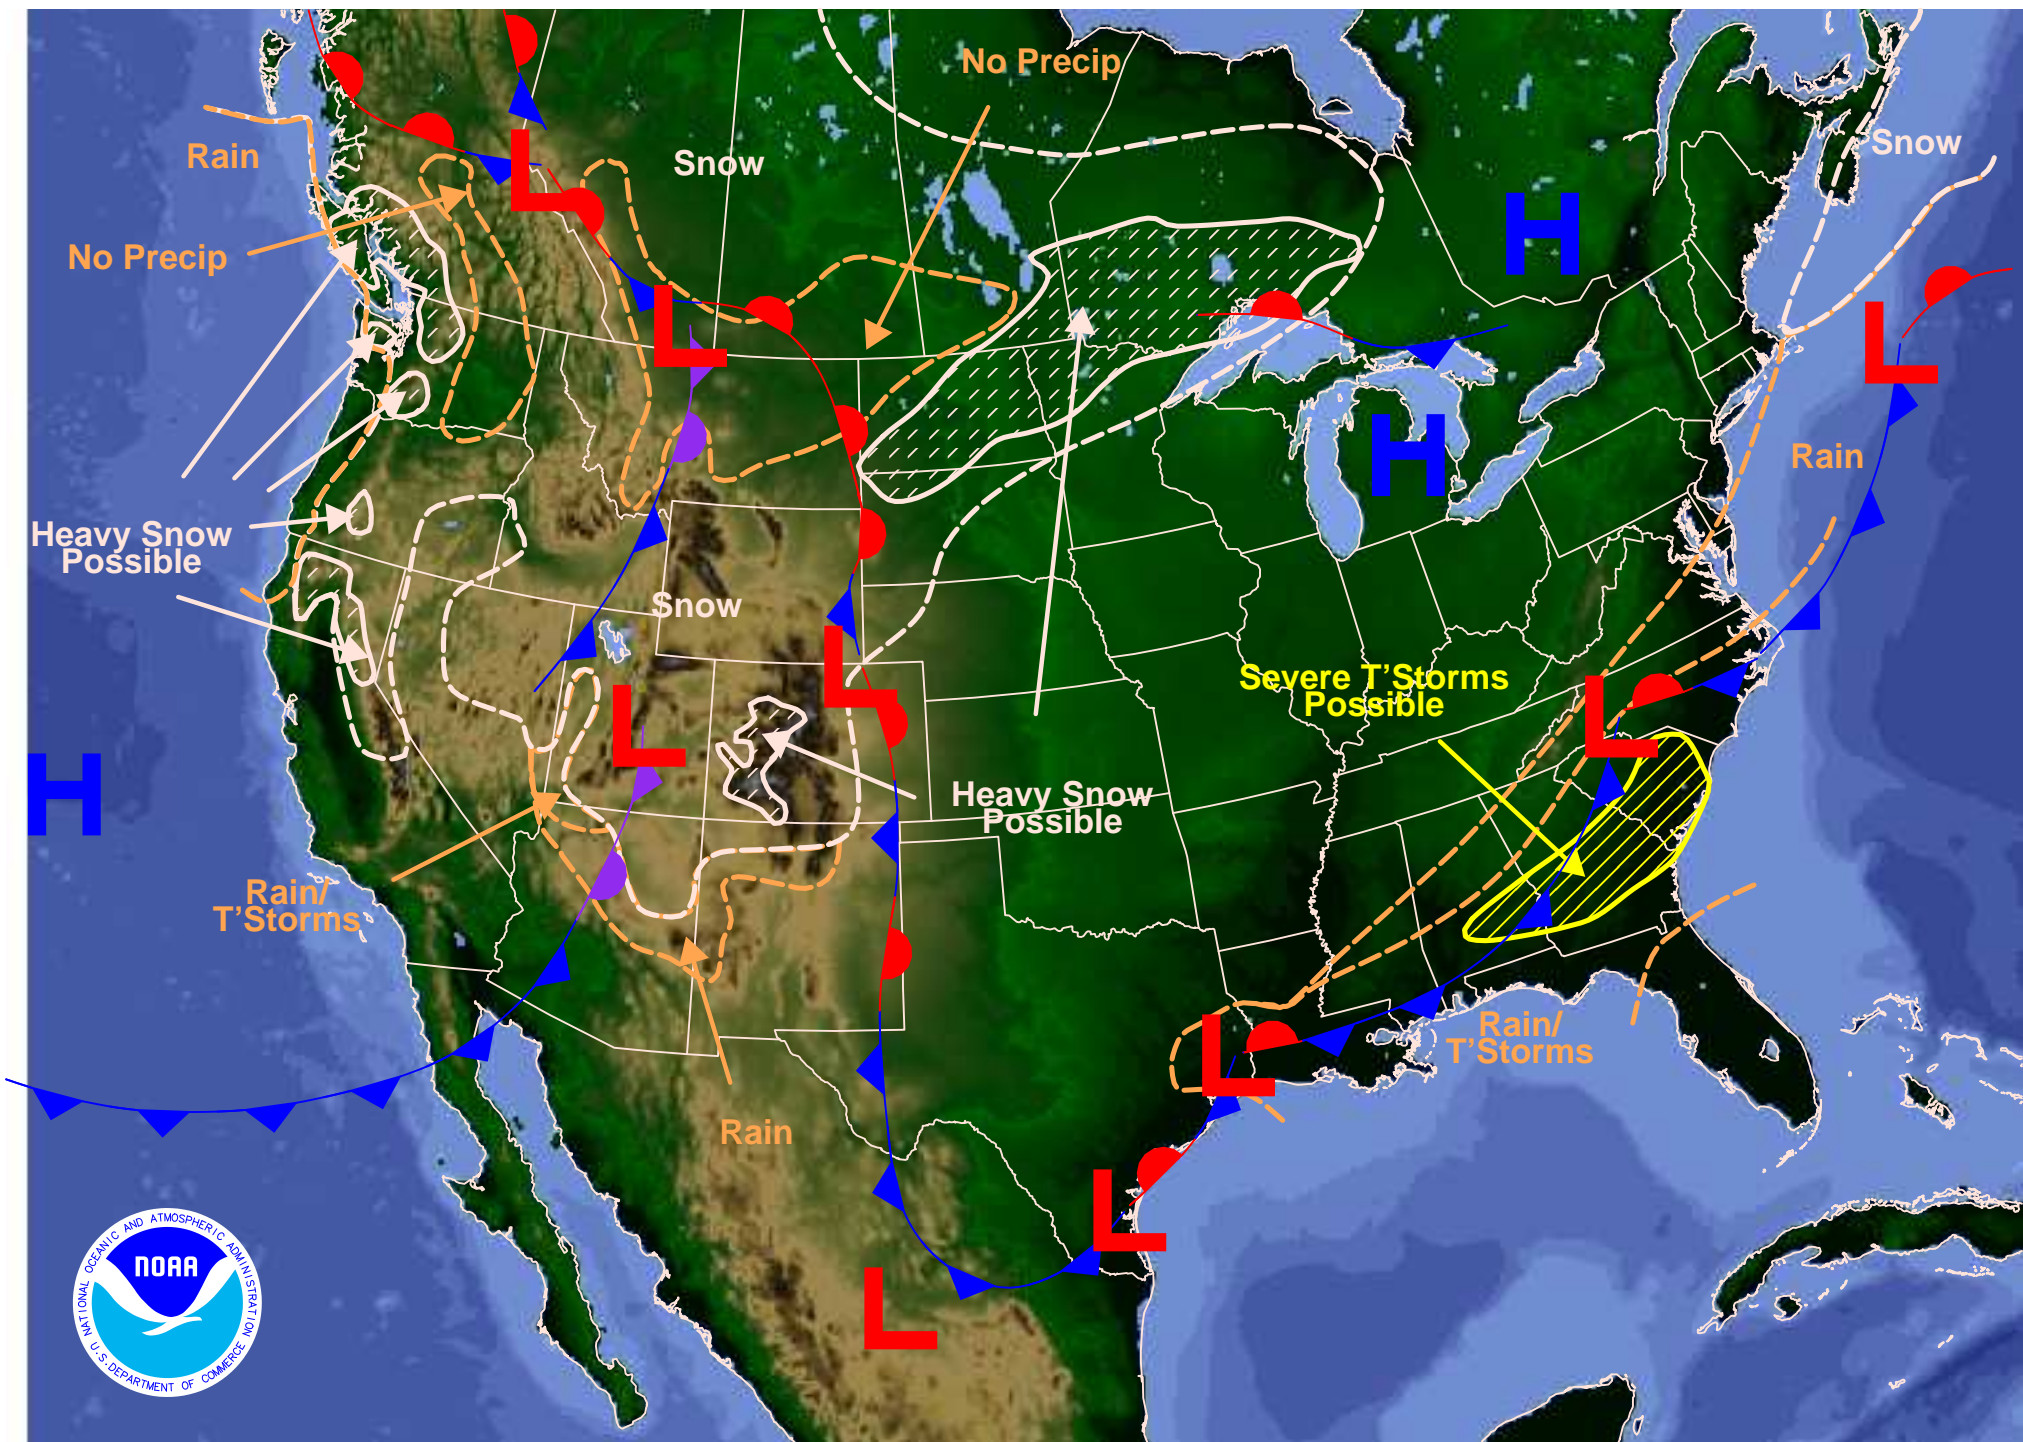 No Precip
Snow
Rain
Snow
No Precip
H
L
L
L
H
Rain
Heavy Snow
Possible
Snow
Severe T'Storms
Possible
L
L
L
H
Heavy Snow
Possible
Rain/
T'Storms
Rain/
T'Storms
L
Rain
L
L
NATIONAL OCEANIC AND ATMOSPHERIC ADMINISTRATION
NOAA
U.S. DEPARTMENT OF COMMERCE